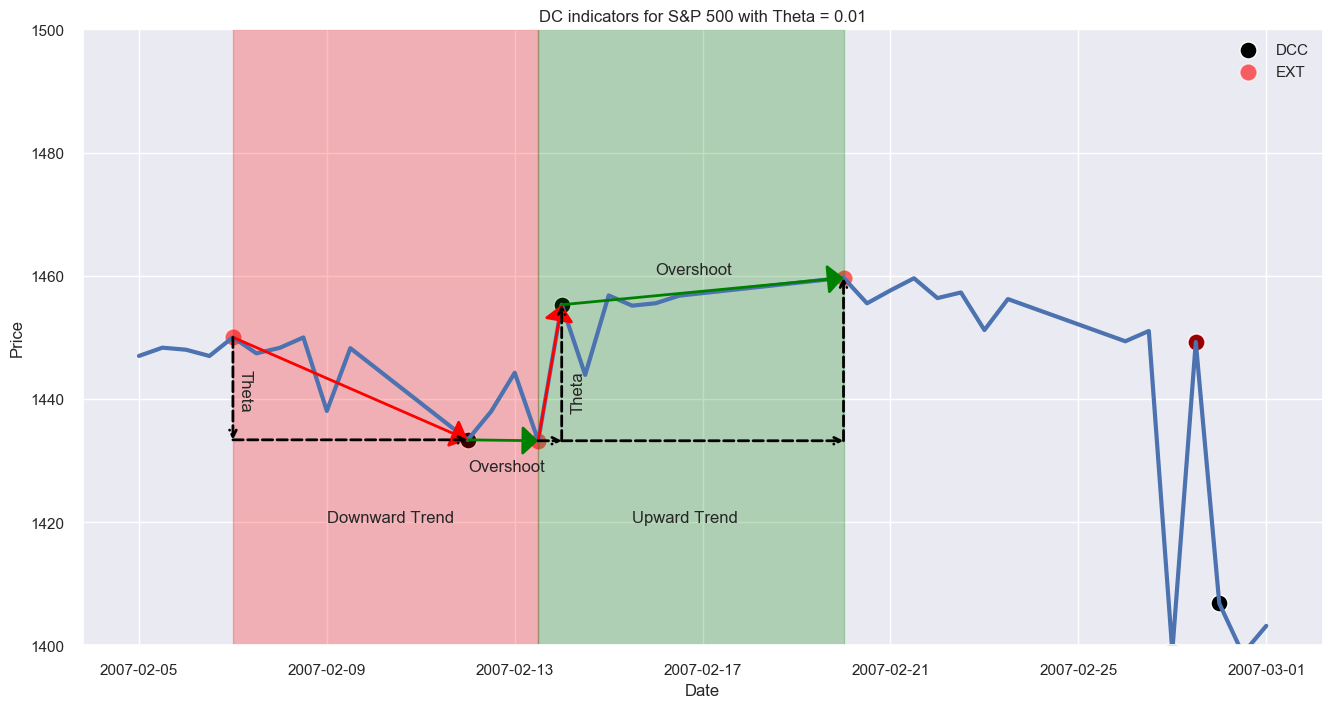 DC indicators for S&P 500 with Theta = 0.01
DCC
EXT
Price
1500
1480
1460
1440
1420
1400
Overshoot
Theta
Theta
Overshoot
Downward Trend
Upward Trend
2007-02-05
2007-02-09
2007-02-13
2007-02-17
2007-02-21
2007-02-25
2007-03-01
Date